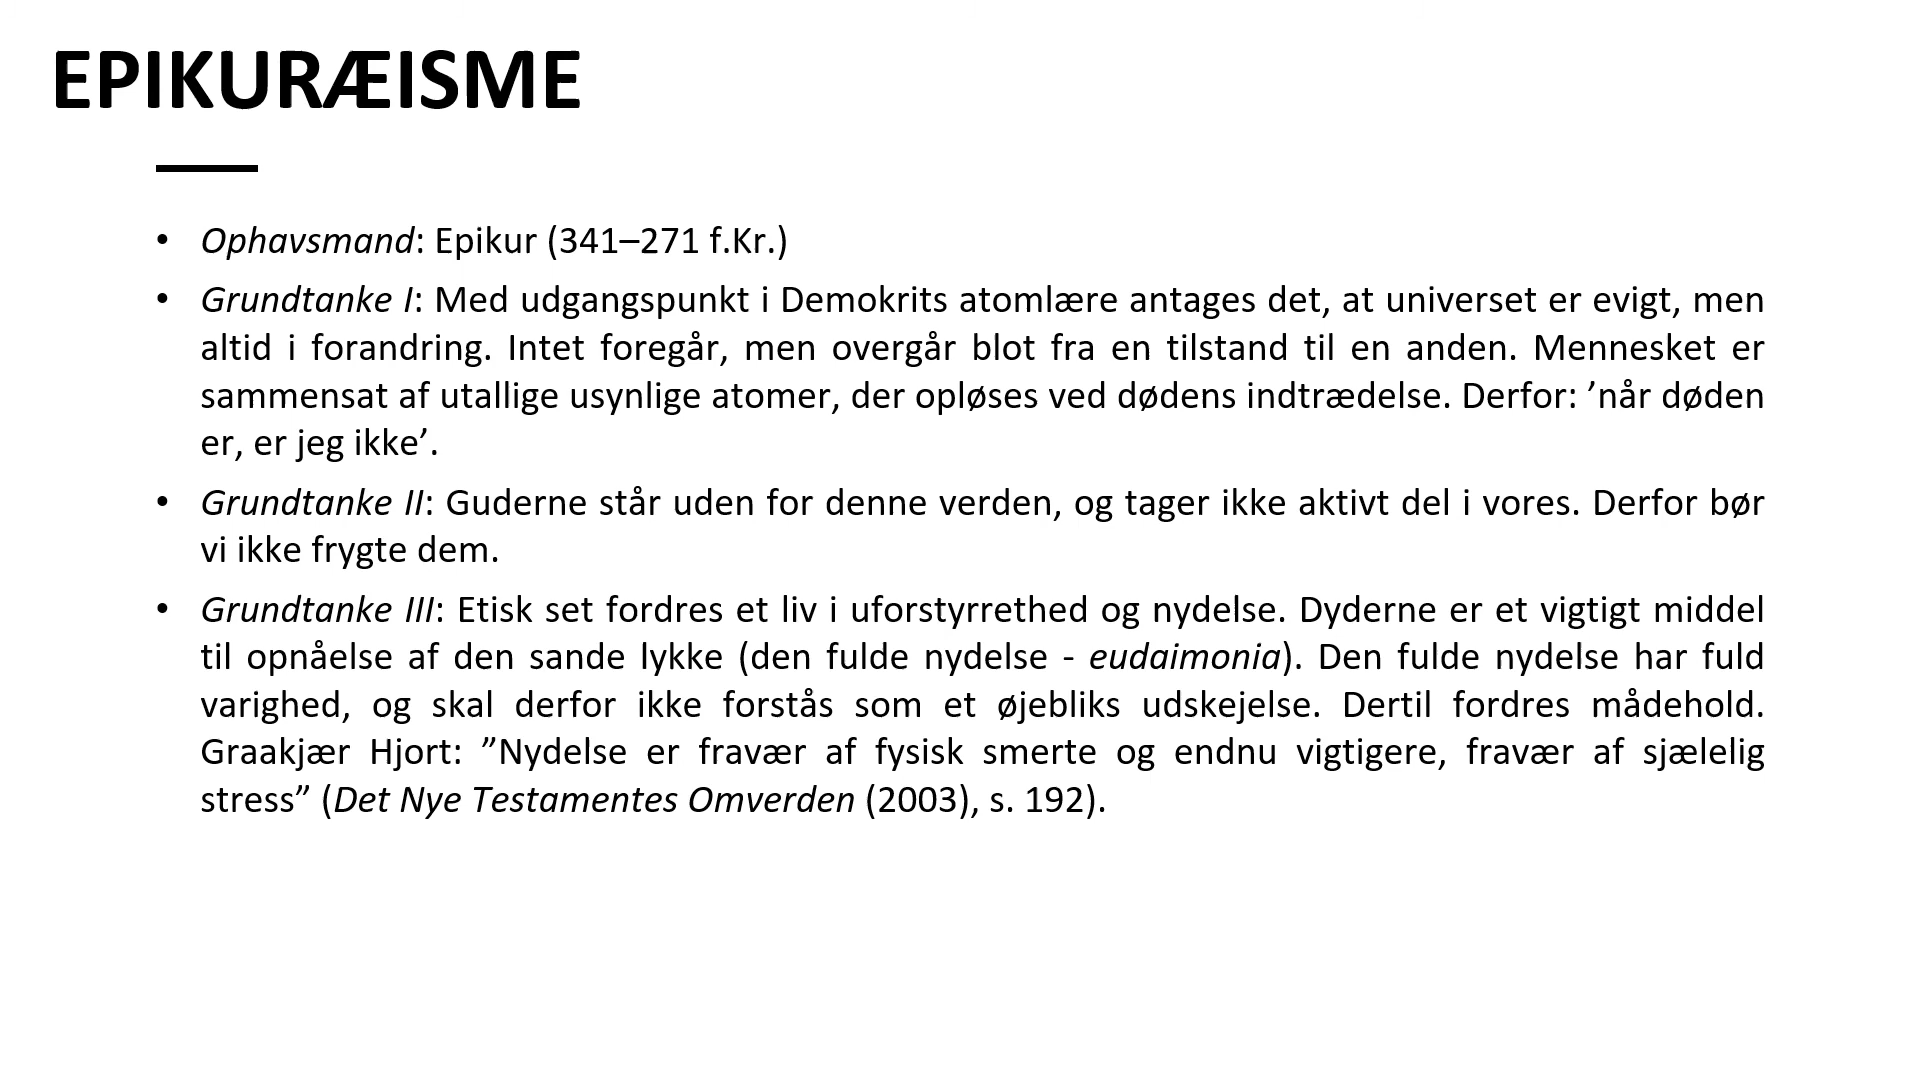 EPIKURÆISME
• Ophavsmand: Epikur (341–271 f.Kr.)
• Grundtanke I: Med udgangspunkt i Demokrits atomlære antages det, at universet er evigt, men
altid i forandring. Intet foregår, men overgår blot fra en tilstand til en anden. Mennesket er
sammensat af utallige usynlige atomer, der opløses ved dødens indtrædelse. Derfor: ’når døden
er, er jeg ikke’.
• Grundtanke II: Guderne står uden for denne verden, og tager ikke aktivt del i vores. Derfor bør
vi ikke frygte dem.
• Grundtanke III: Etisk set fordres et liv i uforstyrrethed og nydelse. Dyderne er et vigtigt middel
til opnåelse af den sande lykke (den fulde nydelse - eudaimonia). Den fulde nydelse har fuld
varighed, og skal derfor ikke forstås som et øjebliks udskejelse. Dertil fordres mådehold.
Graakjær Hjort: ”Nydelse er fravær af fysisk smerte og endnu vigtigere, fravær af sjælelig
stress” (Det Nye Testamentes Omverden (2003), s. 192).